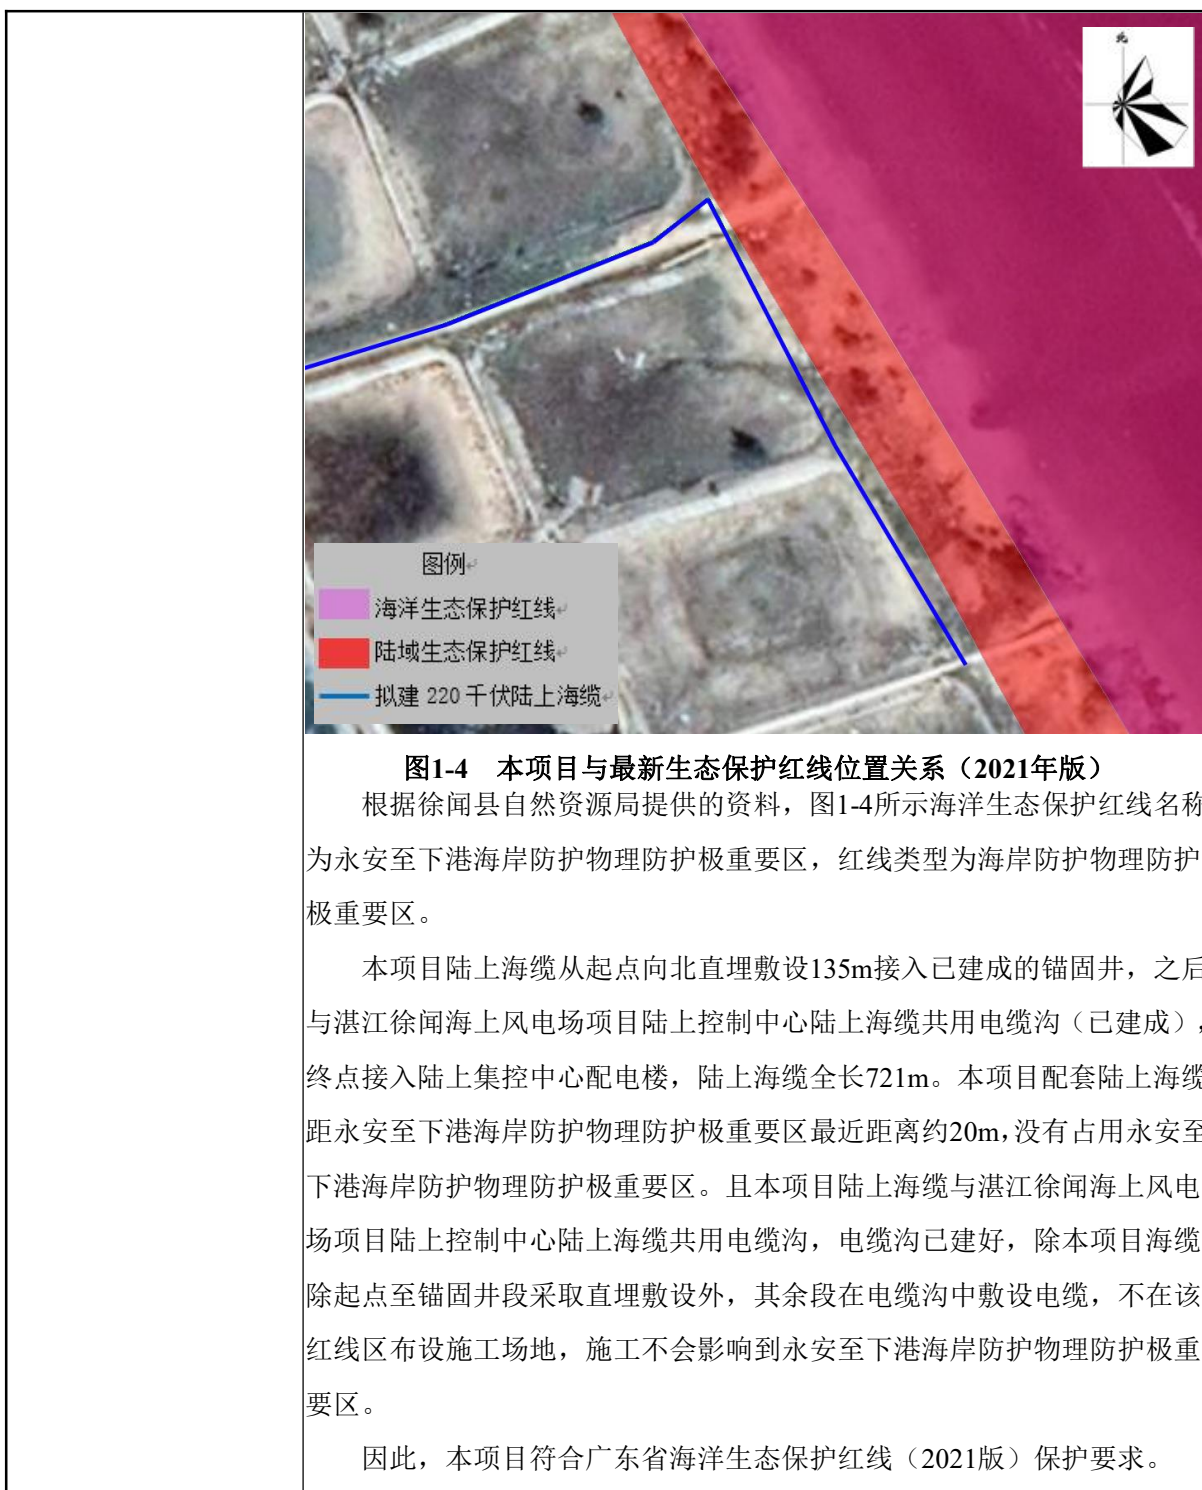 北
图例
海洋生态保护红线
陆域生态保护红线
拟建 220 千伏陆上海缆
图1-4 本项目与最新生态保护红线位置关系（2021年版）
根据徐闻县自然资源局提供的资料，图1-4所示海洋生态保护红线名称
为永安至下港海岸防护物理防护极重要区，红线类型为海岸防护物理防护
极重要区。
本项目陆上海缆从起点向北直埋敷设135m接入已建成的锚固井，之后
与湛江徐闻海上风电场项目陆上控制中心陆上海缆共用电缆沟（已建成），
终点接入陆上集控中心配电楼，陆上海缆全长721m。本项目配套陆上海缆
距永安至下港海岸防护物理防护极重要区最近距离约20m，没有占用永安至
下港海岸防护物理防护极重要区。且本项目陆上海缆与湛江徐闻海上风电
场项目陆上控制中心陆上海缆共用电缆沟，电缆沟已建好，除本项目海缆
除起点至锚固井段采取直埋敷设外，其余段在电缆沟中敷设电缆，不在该
红线区布设施工场地，施工不会影响到永安至下港海岸防护物理防护极重
要区。
因此，本项目符合广东省海洋生态保护红线（2021版）保护要求。